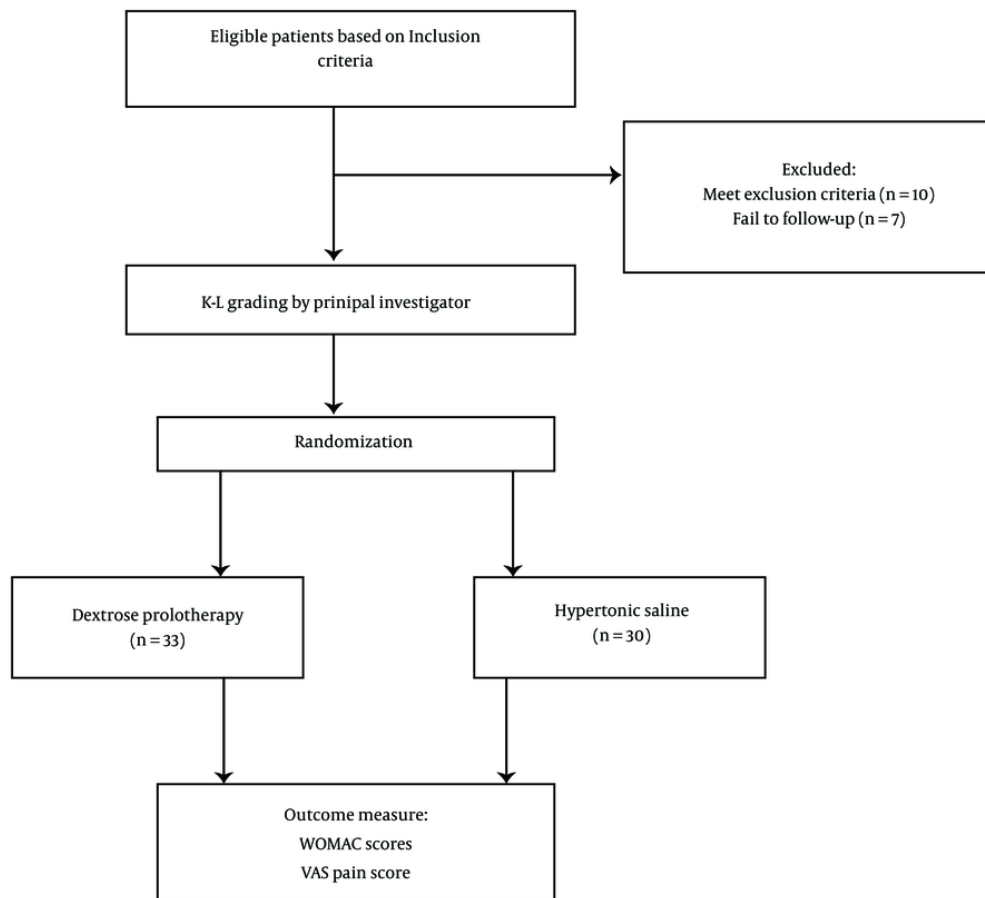 Eligible patients based on Inclusion
criteria
Excluded:
Meet exclusion criteria (n = 10)
Fail to follow-up (n = 7)
K-L grading by prinipal investigator
Randomization
Dextrose prolotherapy
(n = 33)
Hypertonic saline
(n = 30)
Outcome measure:
WOMAC scores
VAS pain score